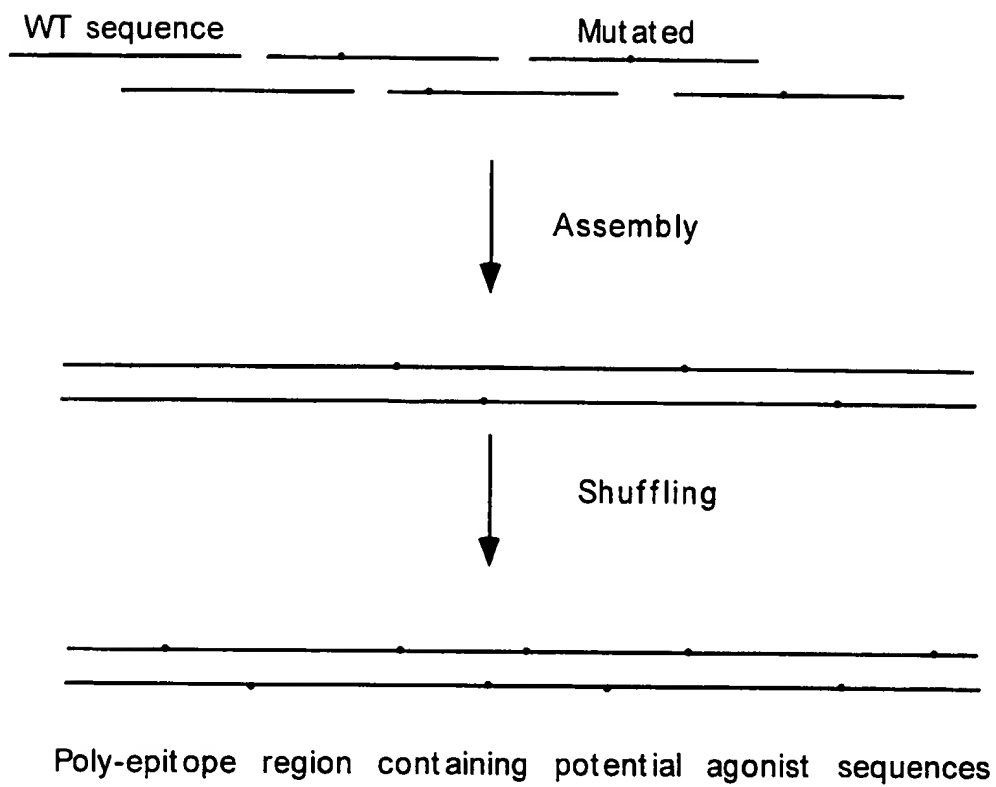 WT sequence
Mutated
Assembly
Shuffling
Poly-epitope region containing potential agonist sequences